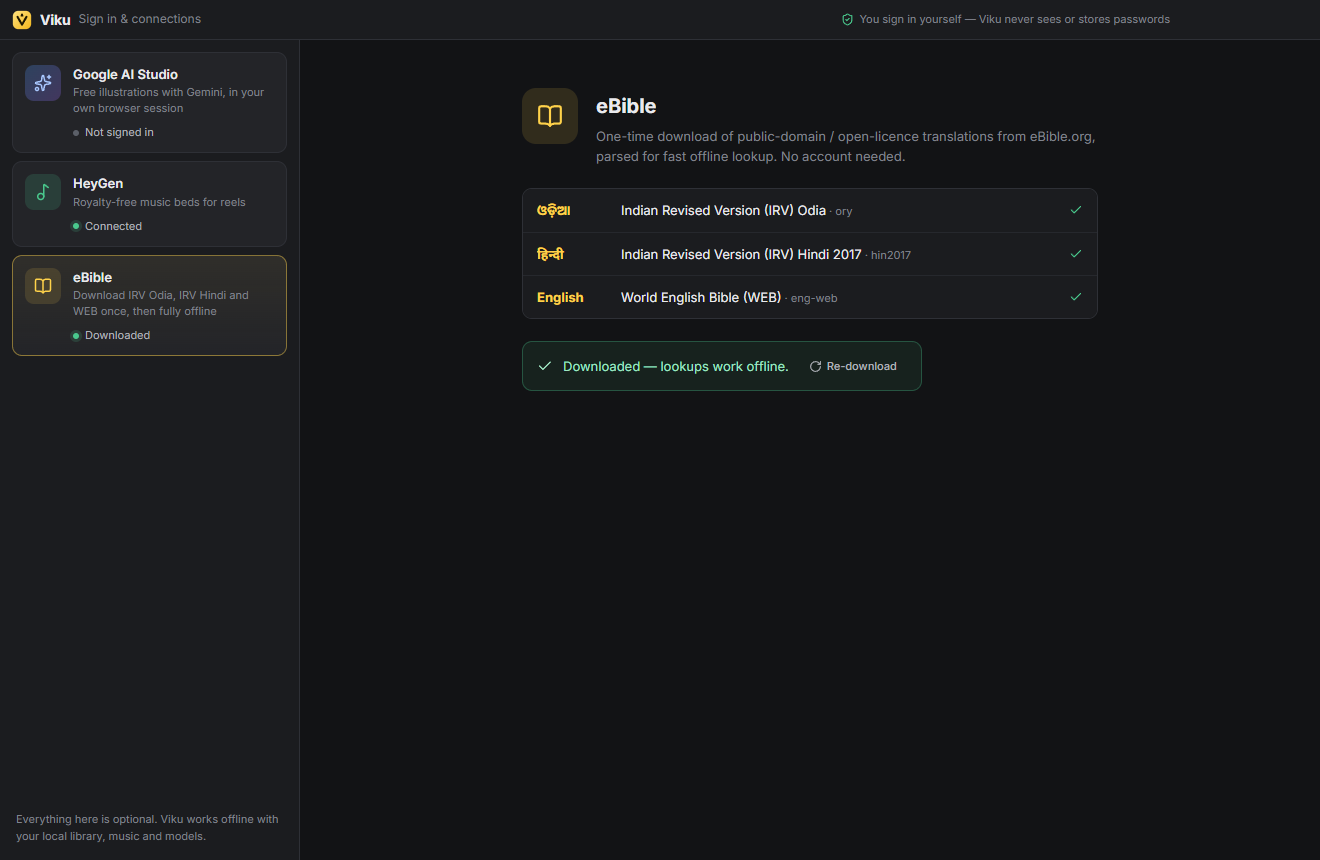 Viku Sign in & connections
You sign in yourself — Viku never sees or stores passwords
Google AI Studio
Free illustrations with Gemini, in your
own browser session
Not signed in
HeyGen
Royalty-free music beds for reels
Connected
eBible
Download IRV Odia, IRV Hindi and
WEB once, then fully offline
Downloaded
Everything here is optional. Viku works offline with
your local library, music and models.
eBible
One-time download of public-domain / open-licence translations from eBible.org,
parsed for fast offline lookup. No account needed.
ଓଡ଼ିଆ Indian Revised Version (IRV) Odia · ory
हिन्दी Indian Revised Version (IRV) Hindi 2017 · hin2017
English World English Bible (WEB) · eng-web
Downloaded — lookups work offline. Re-download